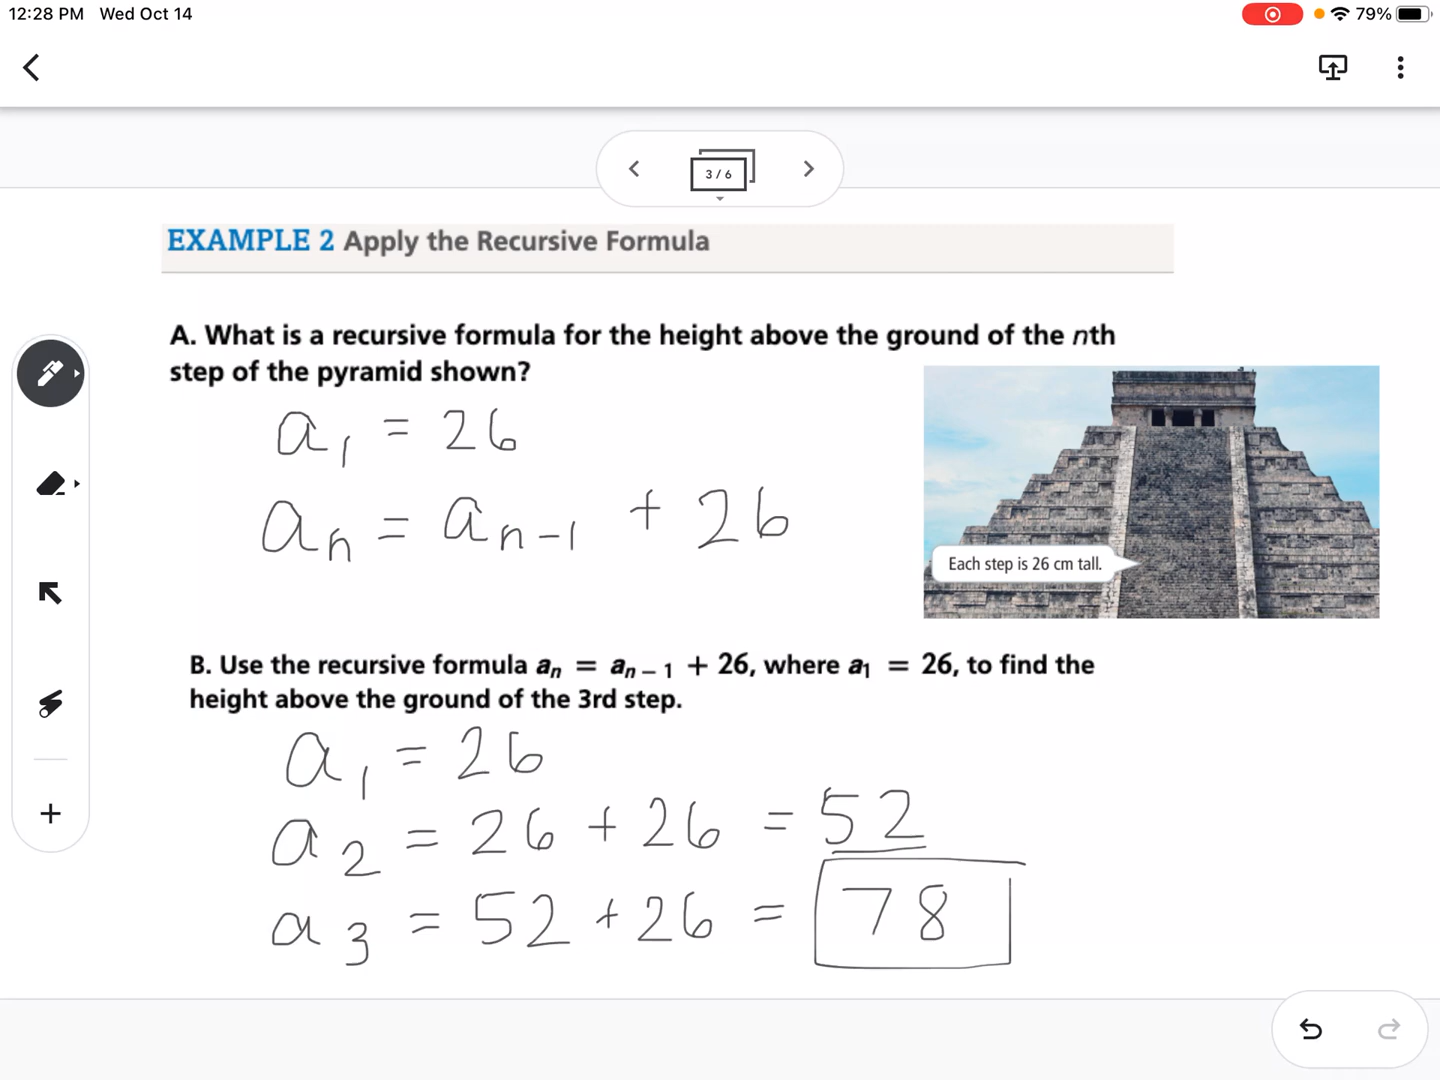 12:28 PM Wed Oct 14
79%
3 / 6
EXAMPLE 2 Apply the Recursive Formula
A. What is a recursive formula for the height above the ground of the nth
step of the pyramid shown?
a₁ = 26
aₙ = aₙ₋₁ + 26
Each step is 26 cm tall.
B. Use the recursive formula aₙ = aₙ₋₁ + 26, where a₁ = 26, to find the
height above the ground of the 3rd step.
a₁ = 26
a₂ = 26 + 26 = 52
a₃ = 52 + 26 = 78